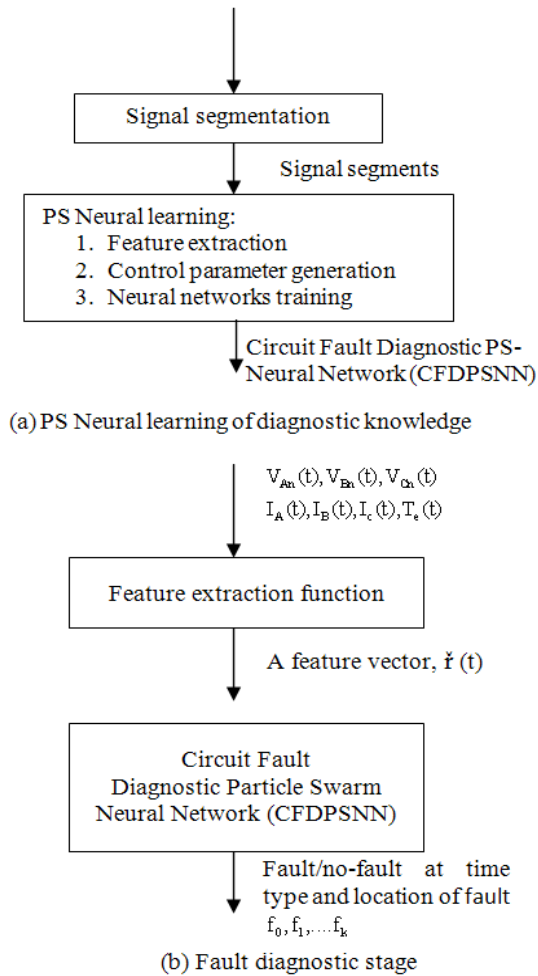 Signal segmentation
Signal segments
PS Neural learning:
1. Feature extraction
2. Control parameter generation
3. Neural networks training
Circuit Fault Diagnostic PS-
Neural Network (CFDPSNN)
(a) PS Neural learning of diagnostic knowledge
V_An(t), V_Bn(t), V_Cn(t)
I_A(t), I_B(t), I_c(t), T_e(t)
Feature extraction function
A feature vector, ř (t)
Circuit Fault
Diagnostic Particle Swarm
Neural Network (CFDPSNN)
Fault/no-fault at time
type and location of fault
f_0, f_1, .... f_k
(b) Fault diagnostic stage